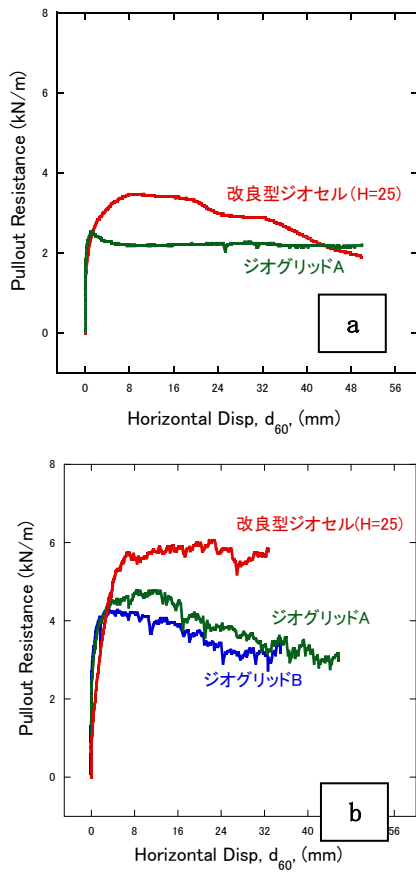 8
6
4
2
0
Pullout Resistance (kN/m)
改良型ジオセル(H=25)
ジオグリッドA
a
0 8 16 24 32 40 48 56
Horizontal Disp, d60, (mm)
8
6
4
2
0
Pullout Resistance (kN/m)
改良型ジオセル(H=25)
ジオグリッドA
ジオグリッドB
b
0 8 16 24 32 56
Horizontal Disp, d60, (mm)